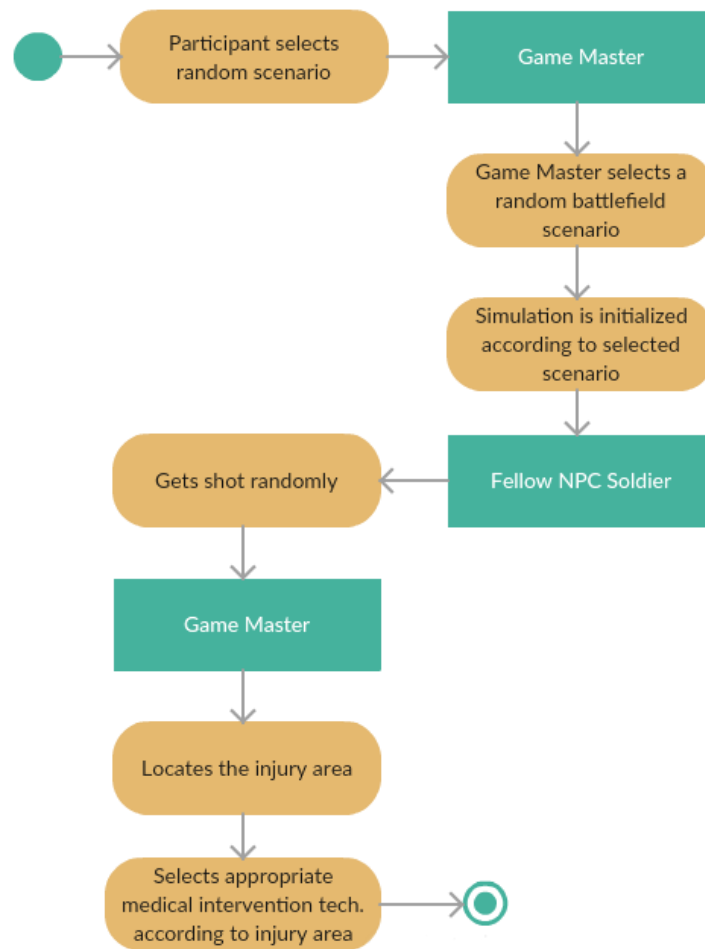 Participant selects
random scenario
Game Master
Game Master selects a
random battlefield
scenario
Simulation is initialized
according to selected
scenario
Fellow NPC Soldier
Gets shot randomly
Game Master
Locates the injury area
Selects appropriate
medical intervention tech.
according to injury area